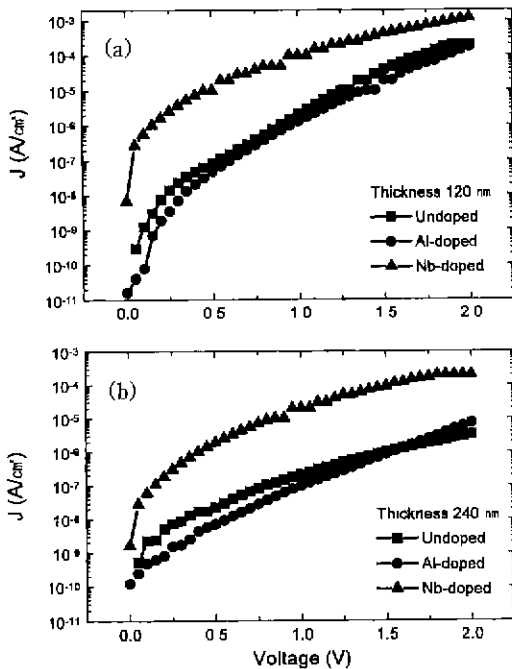 (a)
J (A/㎠)
10⁻³
10⁻⁴
10⁻⁵
10⁻⁶
10⁻⁷
10⁻⁸
10⁻⁹
10⁻¹⁰
10⁻¹¹
Thickness 120 ㎚
Undoped
Al-doped
Nb-doped
0.0 0 5 1.0 1.5 2.0
(b)
J (A/㎠)
10⁻³
10⁻⁴
10⁻⁵
10⁻⁶
10⁻⁷
10⁻⁸
10⁻⁹
10⁻¹⁰
10⁻¹¹
Thickness 240 ㎚
Undoped
Al-doped
Nb-doped
0.0 0 5 1.0 1.5 2.0
Voltage (V)